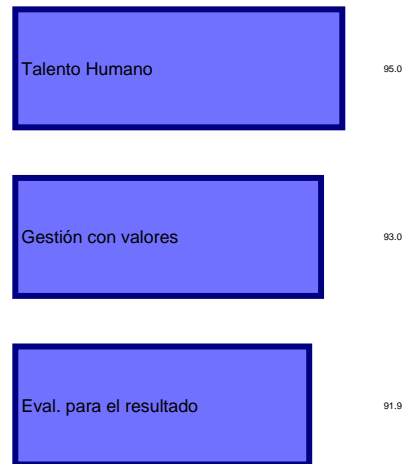 Talento Humano 95.0
Gestión con valores 93.0
Eval. para el resultado 91.9